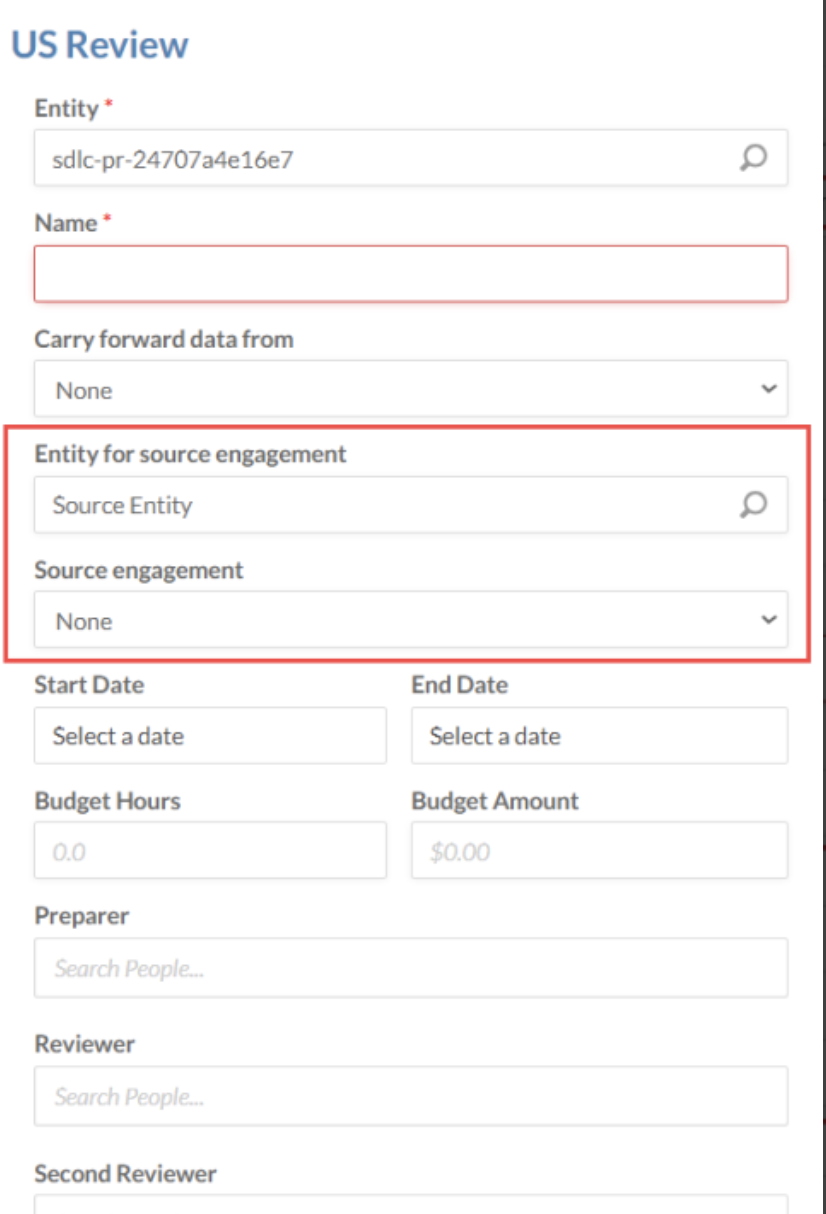 US Review
Entity *
sdlc-pr-24707a4e16e7
Name *
Carry forward data from
None
Entity for source engagement
Source Entity
Source engagement
None
Start Date End Date
Select a date Select a date
Budget Hours Budget Amount
0.0 $0.00
Preparer
Search People...
Reviewer
Search People...
Second Reviewer